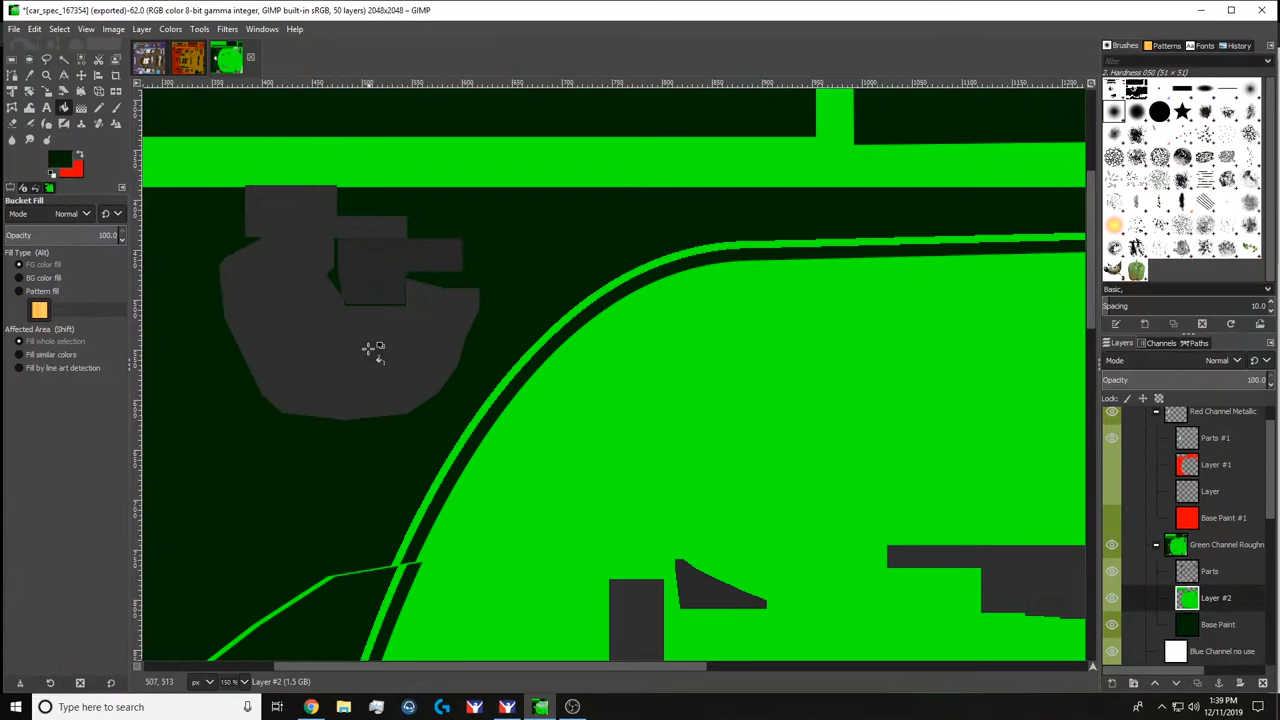 *[car_spec_167354] (exported)-62.0 (RGB color 8-bit gamma integer, GIMP built-in sRGB, 50 layers) 2048x2048 – GIMP
File Edit Select View Image Layer Colors Tools Filters Windows Help
Brushes Patterns Fonts History
filter
2. Hardness 050 (51 × 51)
Bucket Fill
Mode Normal
Opacity 100.0
Fill Type (Alt)
FG color fill
BG color fill
Pattern fill
Affected Area (Shift)
Fill whole selection
Fill similar colors
Fill by line art detection
Basic,
Spacing 10.0
Layers Channels Paths
Mode Normal
Opacity 100.0
Lock:
Red Channel Metallic
Parts #1
Layer #1
Layer
Base Paint #1
Green Channel Roughn
Parts
Layer #2
Base Paint
Blue Channel no use
507, 513 px 150 % Layer #2 (1.5 GB)
Type here to search
1:39 PM
12/11/2019